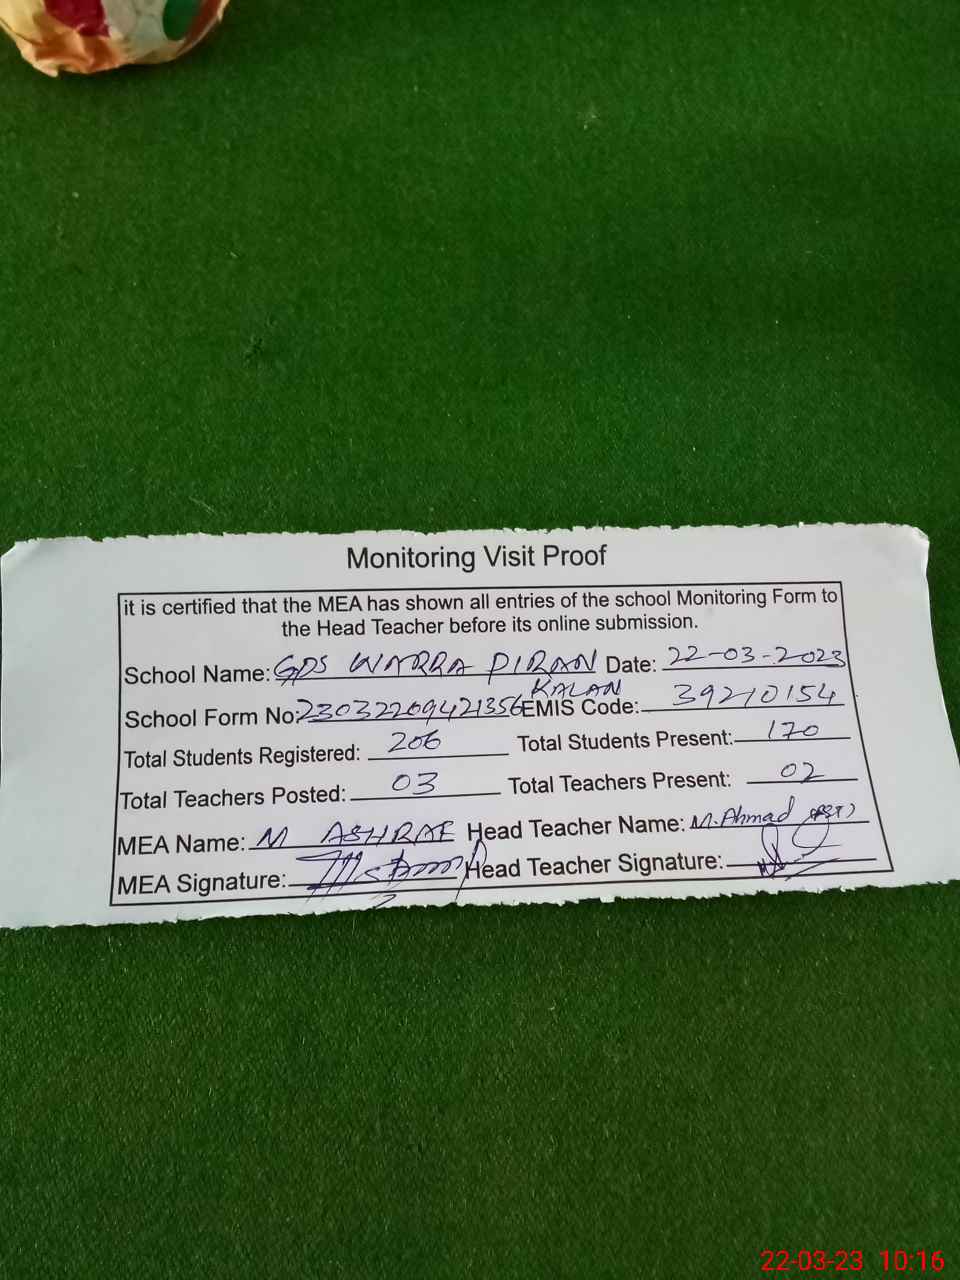 Monitoring Visit Proof
it is certified that the MEA has shown all entries of the school Monitoring Form to
the Head Teacher before its online submission.
School Name: GPS WARRA PIRAN Date: 22-03-2023
KALAN
School Form No: 23032209421356 EMIS Code: 39210154
Total Students Registered: 206 Total Students Present: 170
Total Teachers Posted: 03 Total Teachers Present: 02
MEA Name: M ASHRAF Head Teacher Name: M. Ahmad (PST)
MEA Signature: Head Teacher Signature:
22-03-23 10:16